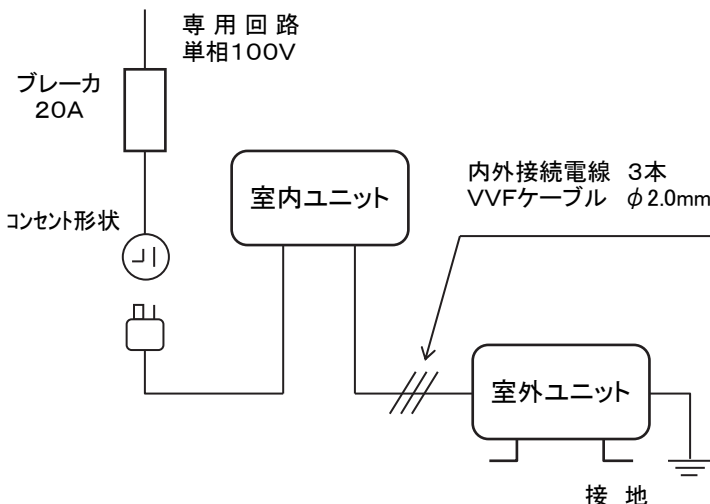 専用回路
単相100V
ブレーカ
20A
コンセント形状
室内ユニット
内外接続電線 3本
VVFケーブル φ2.0mm
室外ユニット
接地